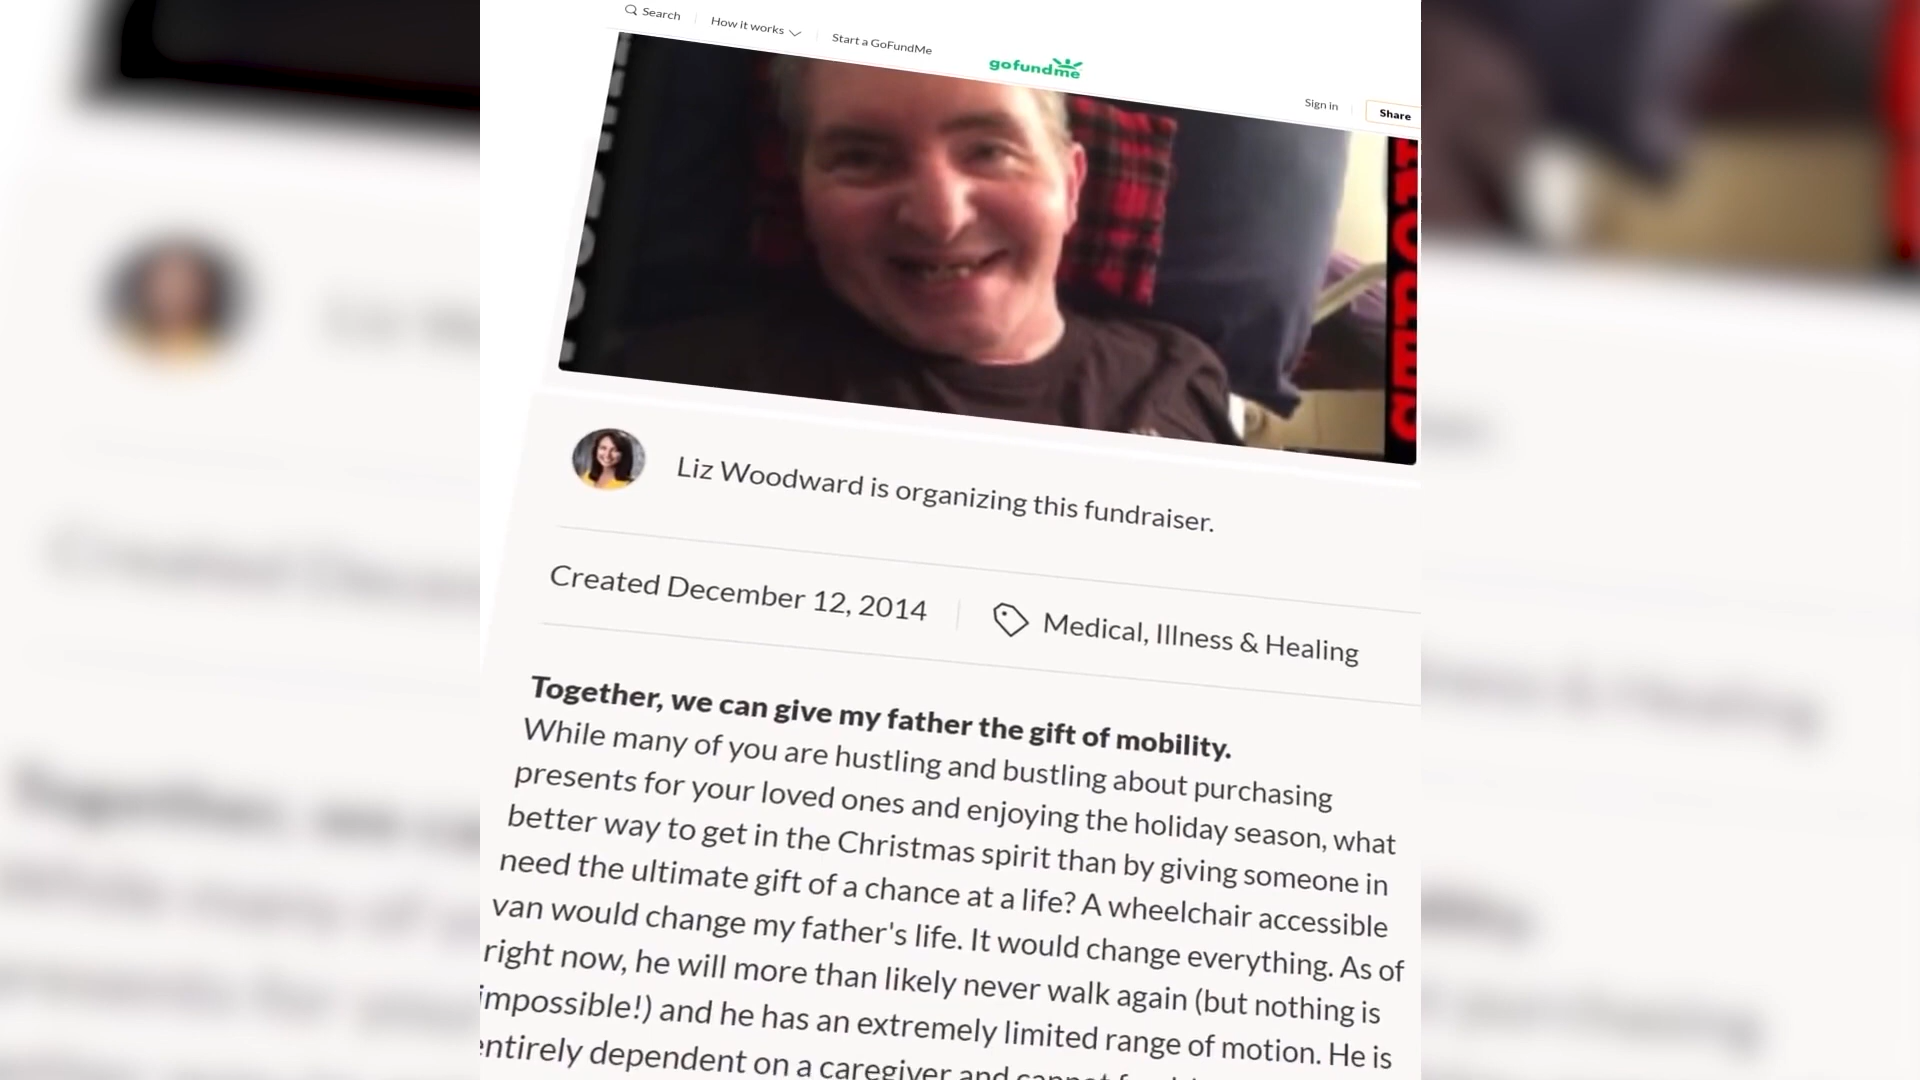 Search
How it works
Start a GoFundMe
gofundme
Sign in
Share
Liz Woodward is organizing this fundraiser.
Created December 12, 2014
Medical, Illness & Healing
Together, we can give my father the gift of mobility.
While many of you are hustling and bustling about purchasing
presents for your loved ones and enjoying the holiday season, what
better way to get in the Christmas spirit than by giving someone in
need the ultimate gift of a chance at a life? A wheelchair accessible
van would change my father's life. It would change everything. As of
right now, he will more than likely never walk again (but nothing is
impossible!) and he has an extremely limited range of motion. He is
entirely dependent on a caregiver and